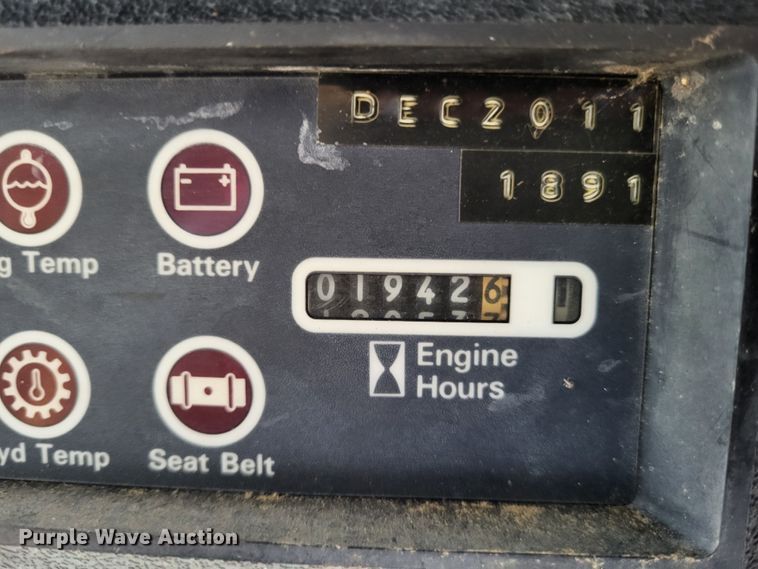 DEC2011
1891
g Temp
Battery
019426
Engine
Hours
yd Temp
Seat Belt
Purple Wave Auction